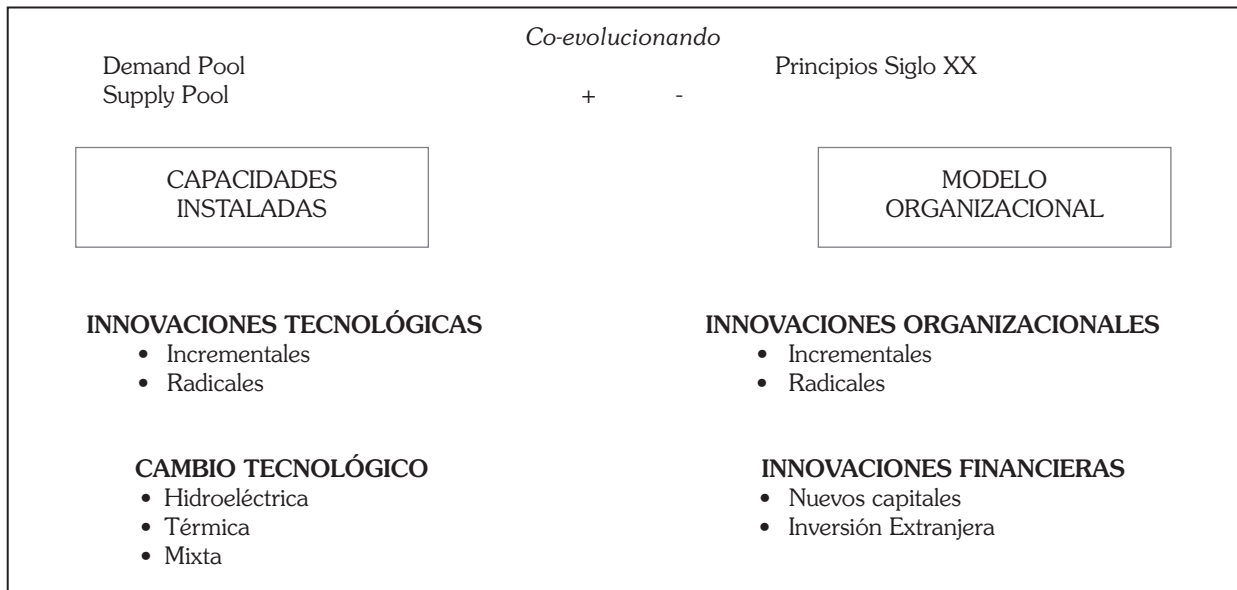 Co-evolucionando
Demand Pool
Principios Siglo XX
Supply Pool
+ -
CAPACIDADES
INSTALADAS
MODELO
ORGANIZACIONAL
INNOVACIONES TECNOLÓGICAS
• Incrementales
• Radicales
INNOVACIONES ORGANIZACIONALES
• Incrementales
• Radicales
CAMBIO TECNOLÓGICO
• Hidroeléctrica
• Térmica
• Mixta
INNOVACIONES FINANCIERAS
• Nuevos capitales
• Inversión Extranjera